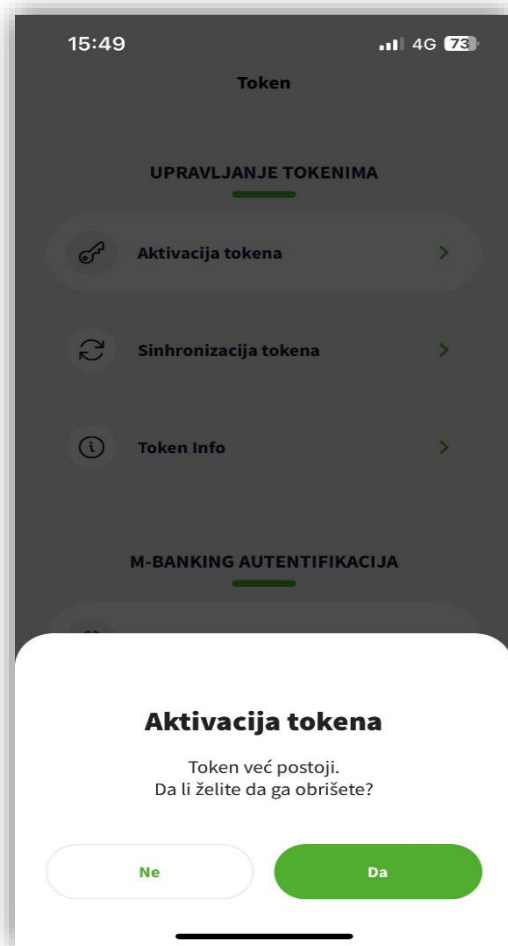 15:49
4G 73
Token
UPRAVLJANJE TOKENIMA
Aktivacija tokena
Sinhronizacija tokena
Token Info
M-BANKING AUTENTIFIKACIJA
Aktivacija tokena
Token već postoji.
Da li želite da ga obrišete?
Ne
Da